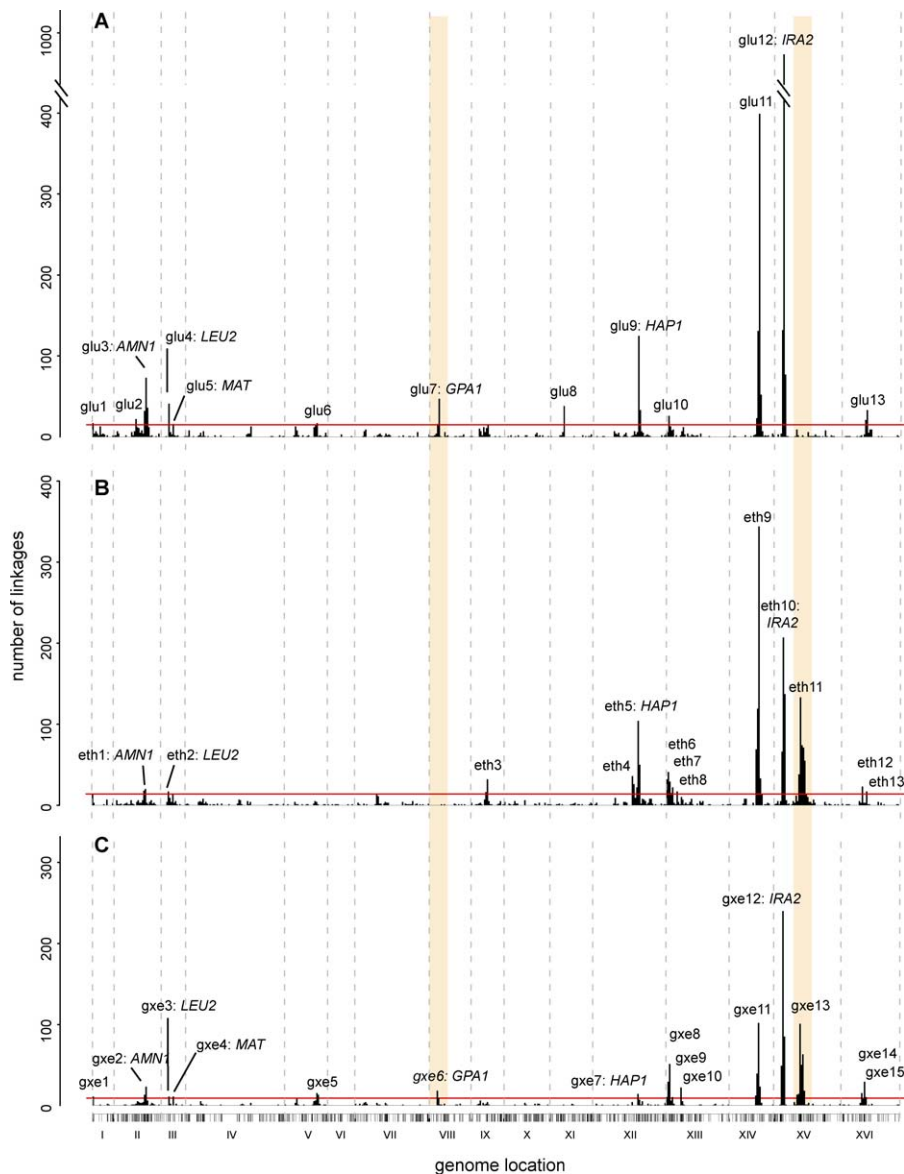 A
1000
glu12: IRA2
glu11
400
300
200
100
0
glu9: HAP1
glu4: LEU2
glu3: AMN1
glu5: MAT
glu7: GPA1
glu8
glu1
glu2
glu6
glu10
glu13
B
400
300
200
100
0
number of linkages
eth9
eth10:
IRA2
eth11
eth5: HAP1
eth1: AMN1
eth2: LEU2
eth3
eth4
eth6
eth7
eth8
eth12
eth13
C
300
200
100
0
gxe12: IRA2
gxe3: LEU2
gxe11
gxe13
gxe4: MAT
gxe2: AMN1
gxe1
gxe5
gxe6: GPA1
gxe7: HAP1
gxe8
gxe9
gxe10
gxe14
gxe15
I II III IV V VI VII VIII IX X XI XII XIII XIV XV XVI
genome location